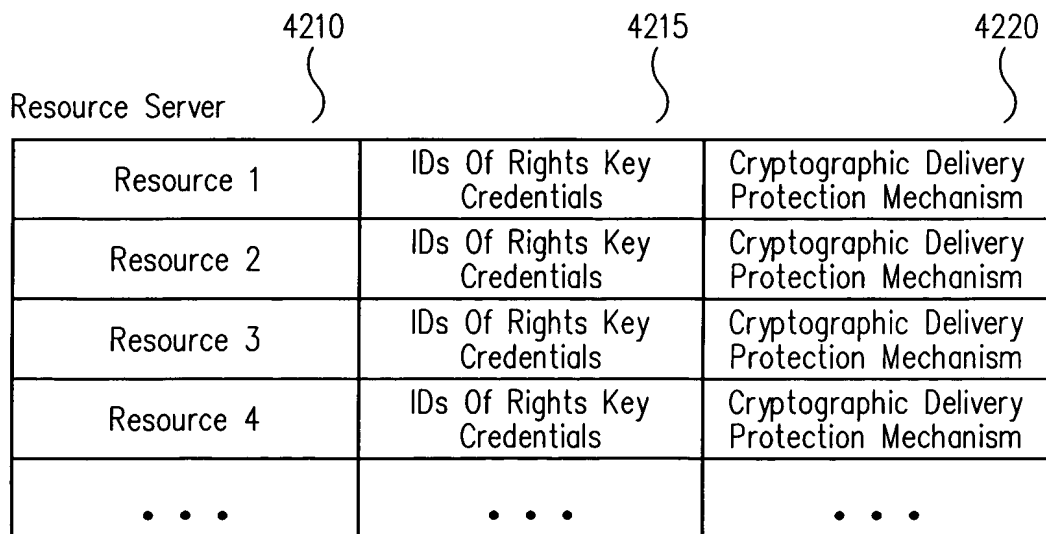 4210 4215 4220
Resource Server
Resource 1 IDs Of Rights Key Credentials Cryptographic Delivery Protection Mechanism
Resource 2 IDs Of Rights Key Credentials Cryptographic Delivery Protection Mechanism
Resource 3 IDs Of Rights Key Credentials Cryptographic Delivery Protection Mechanism
Resource 4 IDs Of Rights Key Credentials Cryptographic Delivery Protection Mechanism
• • • • • • • • •